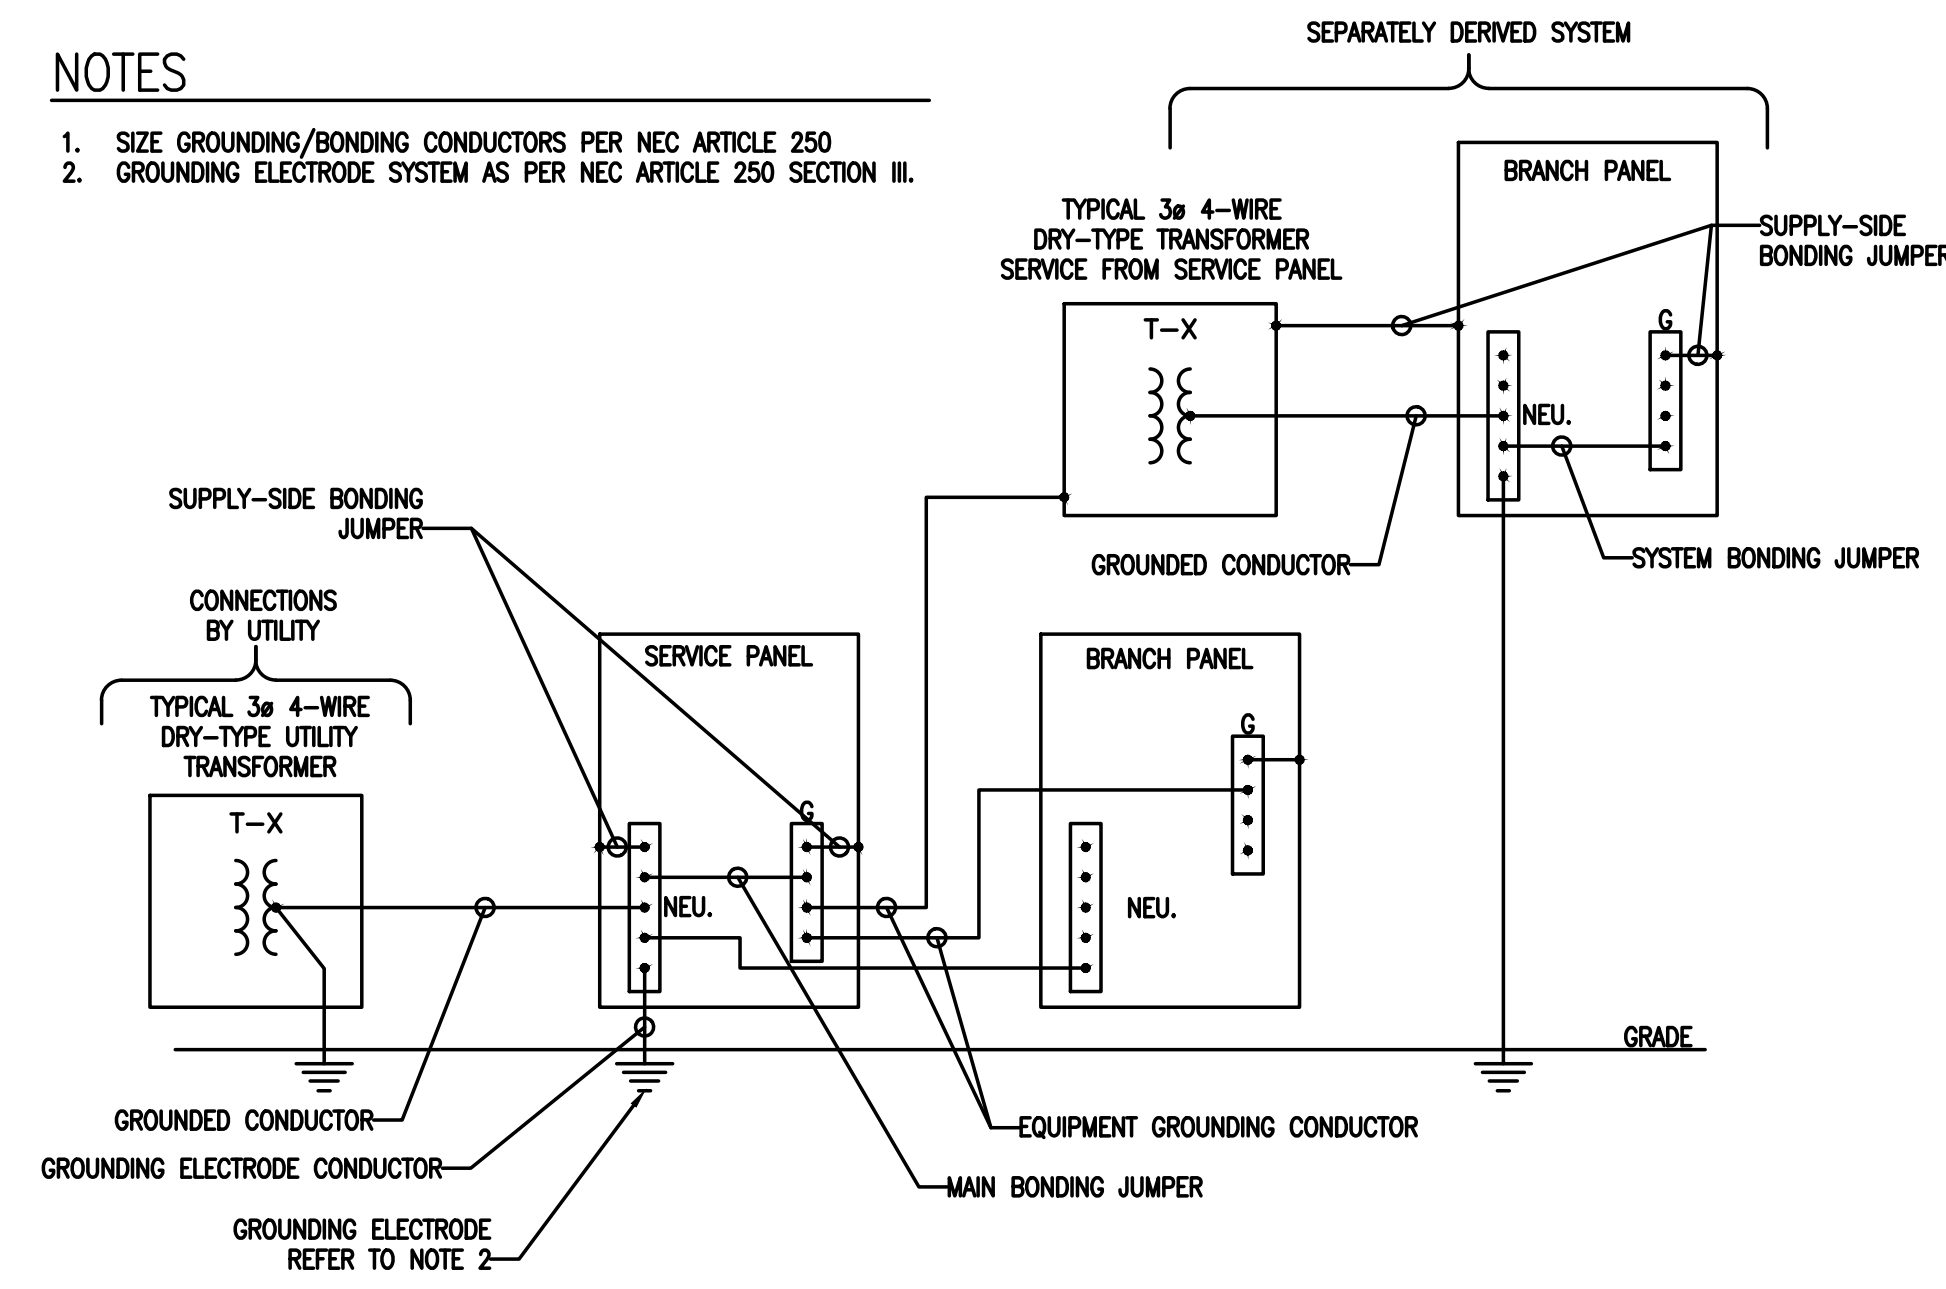 NOTES
1. SIZE GROUNDING/BONDING CONDUCTORS PER NEC ARTICLE 250
2. GROUNDING ELECTRODE SYSTEM AS PER NEC ARTICLE 250 SECTION III.
SEPARATELY DERIVED SYSTEM
TYPICAL 3ø 4-WIRE
DRY-TYPE TRANSFORMER
SERVICE FROM SERVICE PANEL
T-X
BRANCH PANEL
G
NEU.
SUPPLY-SIDE
BONDING JUMPER
GROUNDED CONDUCTOR
SYSTEM BONDING JUMPER
SUPPLY-SIDE BONDING
JUMPER
CONNECTIONS
BY UTILITY
TYPICAL 3ø 4-WIRE
DRY-TYPE UTILITY
TRANSFORMER
T-X
SERVICE PANEL
G
NEU.
BRANCH PANEL
G
NEU.
GRADE
GROUNDED CONDUCTOR
GROUNDING ELECTRODE CONDUCTOR
GROUNDING ELECTRODE
REFER TO NOTE 2
EQUIPMENT GROUNDING CONDUCTOR
MAIN BONDING JUMPER